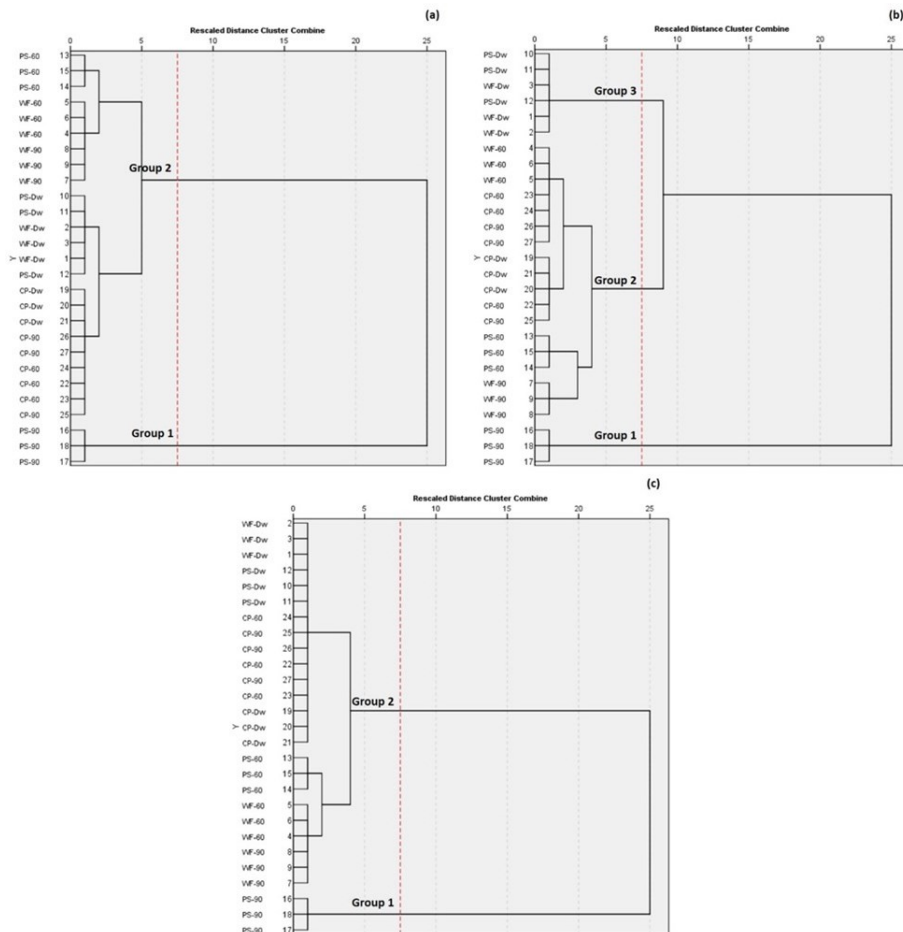 (a)
Rescaled Distance Cluster Combine
0 5 10 15 20 25
PS-60 13
PS-60 15
PS-60 14
WF-60 5
WF-60 6
WF-60 4
WF-90 8
WF-90 9
WF-90 7
Group 2
PS-Dw 10
PS-Dw 11
WF-Dw 2
WF-Dw 3
Y WF-Dw 1
PS-Dw 12
CP-Dw 19
CP-Dw 20
CP-Dw 21
CP-90 26
CP-90 27
CP-60 24
CP-60 22
CP-60 23
CP-90 25
PS-90 16
Group 1
PS-90 18
PS-90 17
(b)
Rescaled Distance Cluster Combine
0 5 10 15 20 25
PS-Dw 10
PS-Dw 11
WF-Dw 3
Group 3
PS-Dw 12
WF-Dw 1
WF-Dw 2
WF-60 4
WF-60 6
WF-60 5
CP-60 23
CP-60 24
CP-90 26
CP-90 27
Y CP-Dw 19
CP-Dw 21
Group 2
CP-Dw 20
CP-60 22
CP-90 25
PS-60 13
PS-60 15
PS-60 14
WF-90 7
WF-90 9
WF-90 8
PS-90 16
Group 1
PS-90 18
PS-90 17
(c)
Rescaled Distance Cluster Combine
0 5 10 15 20 25
WF-Dw 2
WF-Dw 3
WF-Dw 1
PS-Dw 12
PS-Dw 10
PS-Dw 11
CP-60 24
CP-90 25
CP-90 26
CP-60 22
CP-90 27
CP-60 23
Group 2
CP-Dw 19
Y CP-Dw 20
CP-Dw 21
PS-60 13
PS-60 15
PS-60 14
WF-60 5
WF-60 6
WF-60 4
WF-90 8
WF-90 9
WF-90 7
PS-90 16
Group 1
PS-90 18
PS-90 17